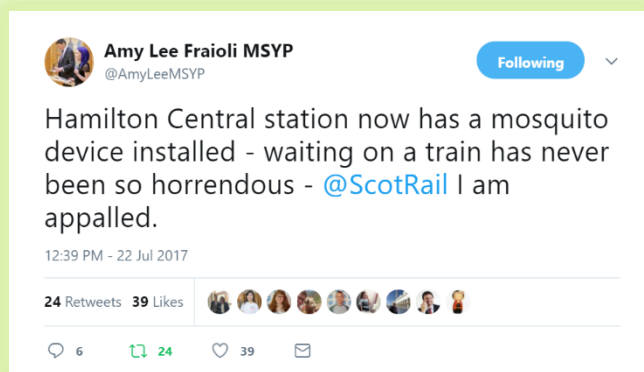 Amy Lee Fraioli MSYP
@AmyLeeMSYP
Following
Hamilton Central station now has a mosquito
device installed - waiting on a train has never
been so horrendous - @ScotRail I am
appalled.
12:39 PM - 22 Jul 2017
24 Retweets 39 Likes
6 24 39